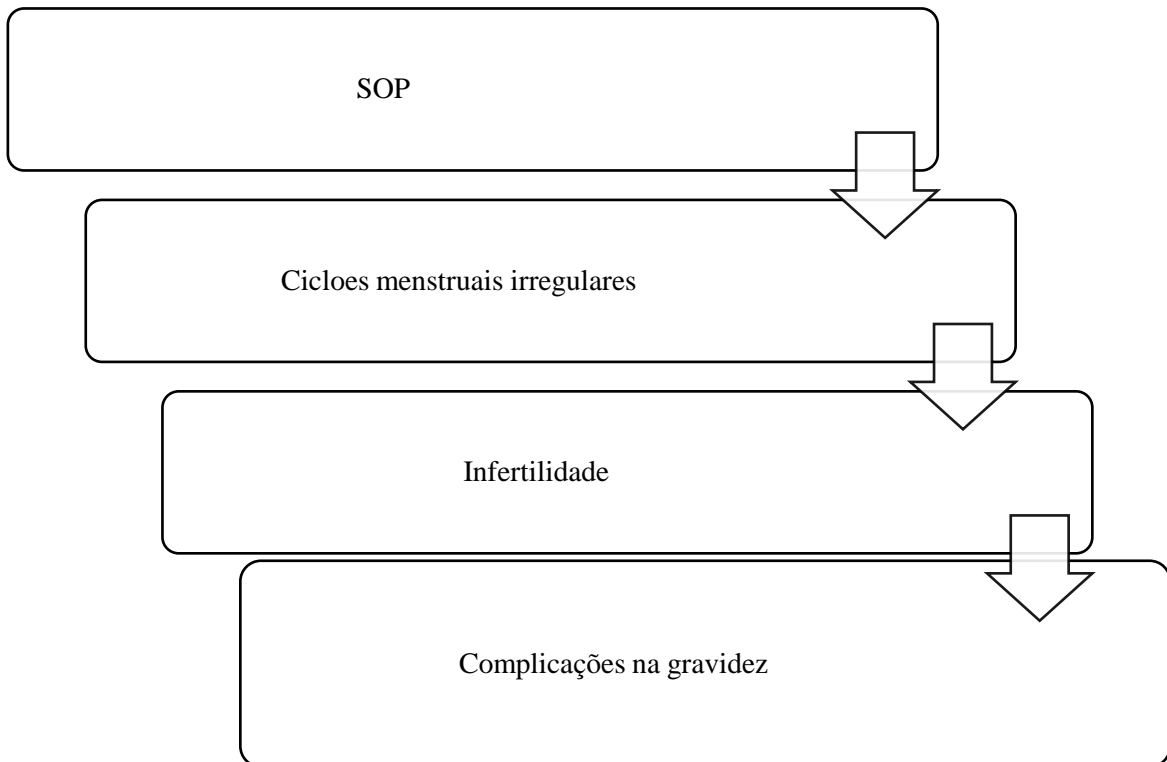 SOP
Cicloes menstruais irregulares
Infertilidade
Complicações na gravidez